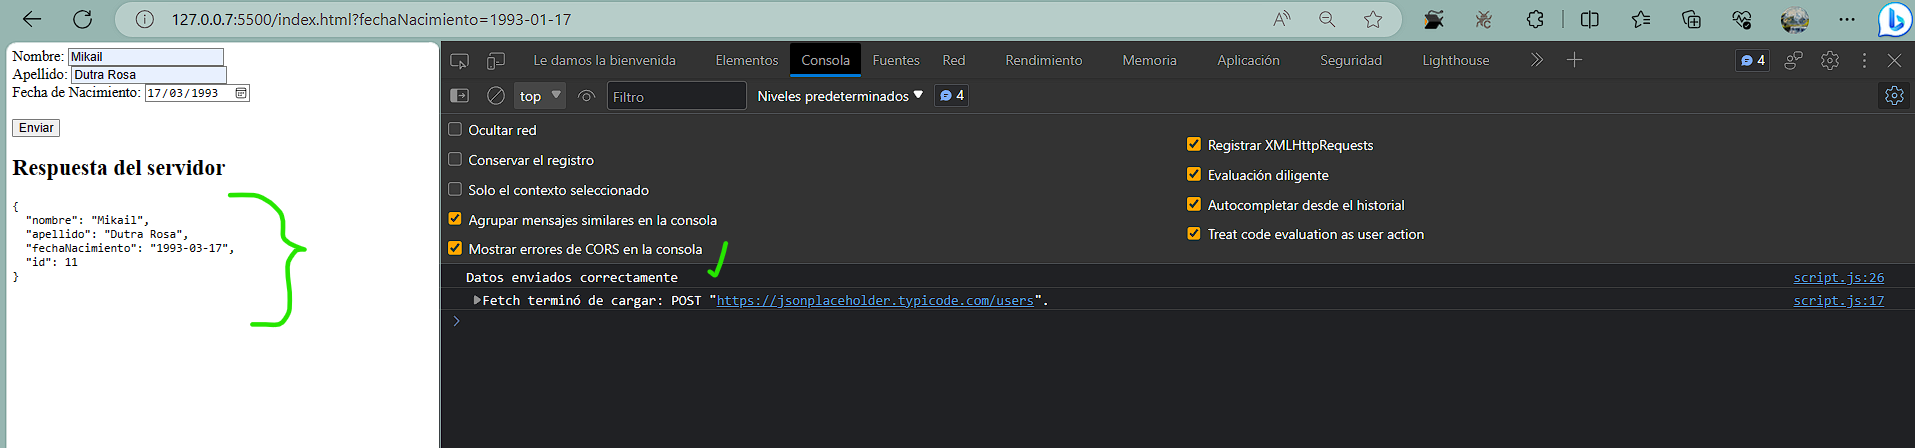 127.0.0.7:5500/index.html?fechaNacimiento=1993-01-17
Nombre: Mikail
Apellido: Dutra Rosa
Fecha de Nacimiento: 17/03/1993
Enviar
Respuesta del servidor
{
"nombre": "Mikail",
"apellido": "Dutra Rosa",
"fechaNacimiento": "1993-03-17",
"id": 11
}
Le damos la bienvenida Elementos Consola Fuentes Red Rendimiento Memoria Aplicación Seguridad Lighthouse 4
top Filtro Niveles predeterminados 4
Ocultar red
Conservar el registro
Solo el contexto seleccionado
Agrupar mensajes similares en la consola
Mostrar errores de CORS en la consola
Registrar XMLHttpRequests
Evaluación diligente
Autocompletar desde el historial
Treat code evaluation as user action
Datos enviados correctamente script.js:26
Fetch terminó de cargar: POST "https://jsonplaceholder.typicode.com/users". script.js:17